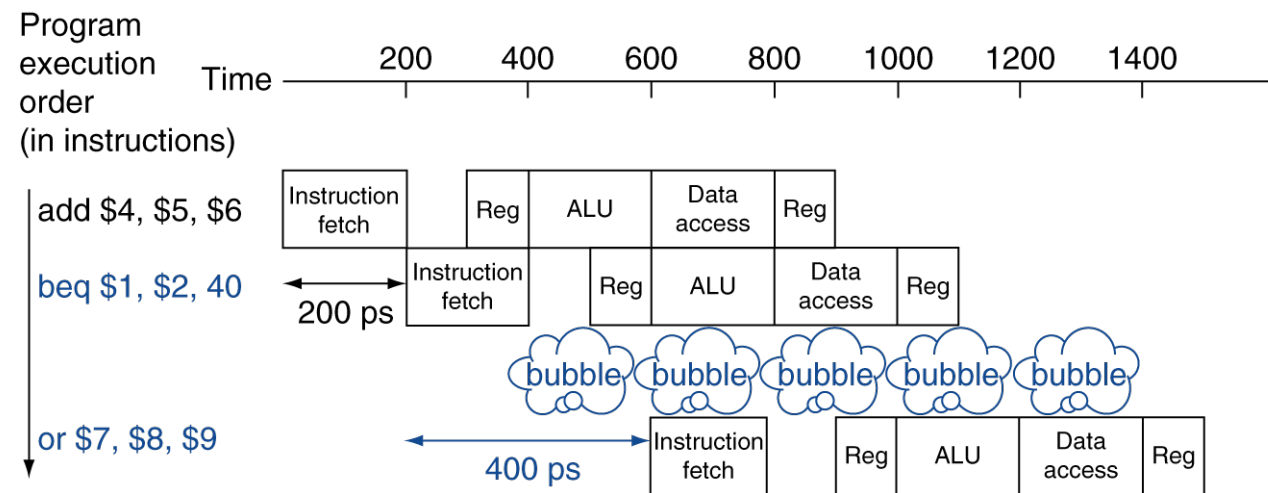 Program
execution
order
(in instructions)
Time
200 400 600 800 1000 1200 1400
add $4, $5, $6
Instruction
fetch
Reg
ALU
Data
access
Reg
beq $1, $2, 40
200 ps
Instruction
fetch
Reg
ALU
Data
access
Reg
bubble bubble bubble bubble bubble
or $7, $8, $9
400 ps
Instruction
fetch
Reg
ALU
Data
access
Reg